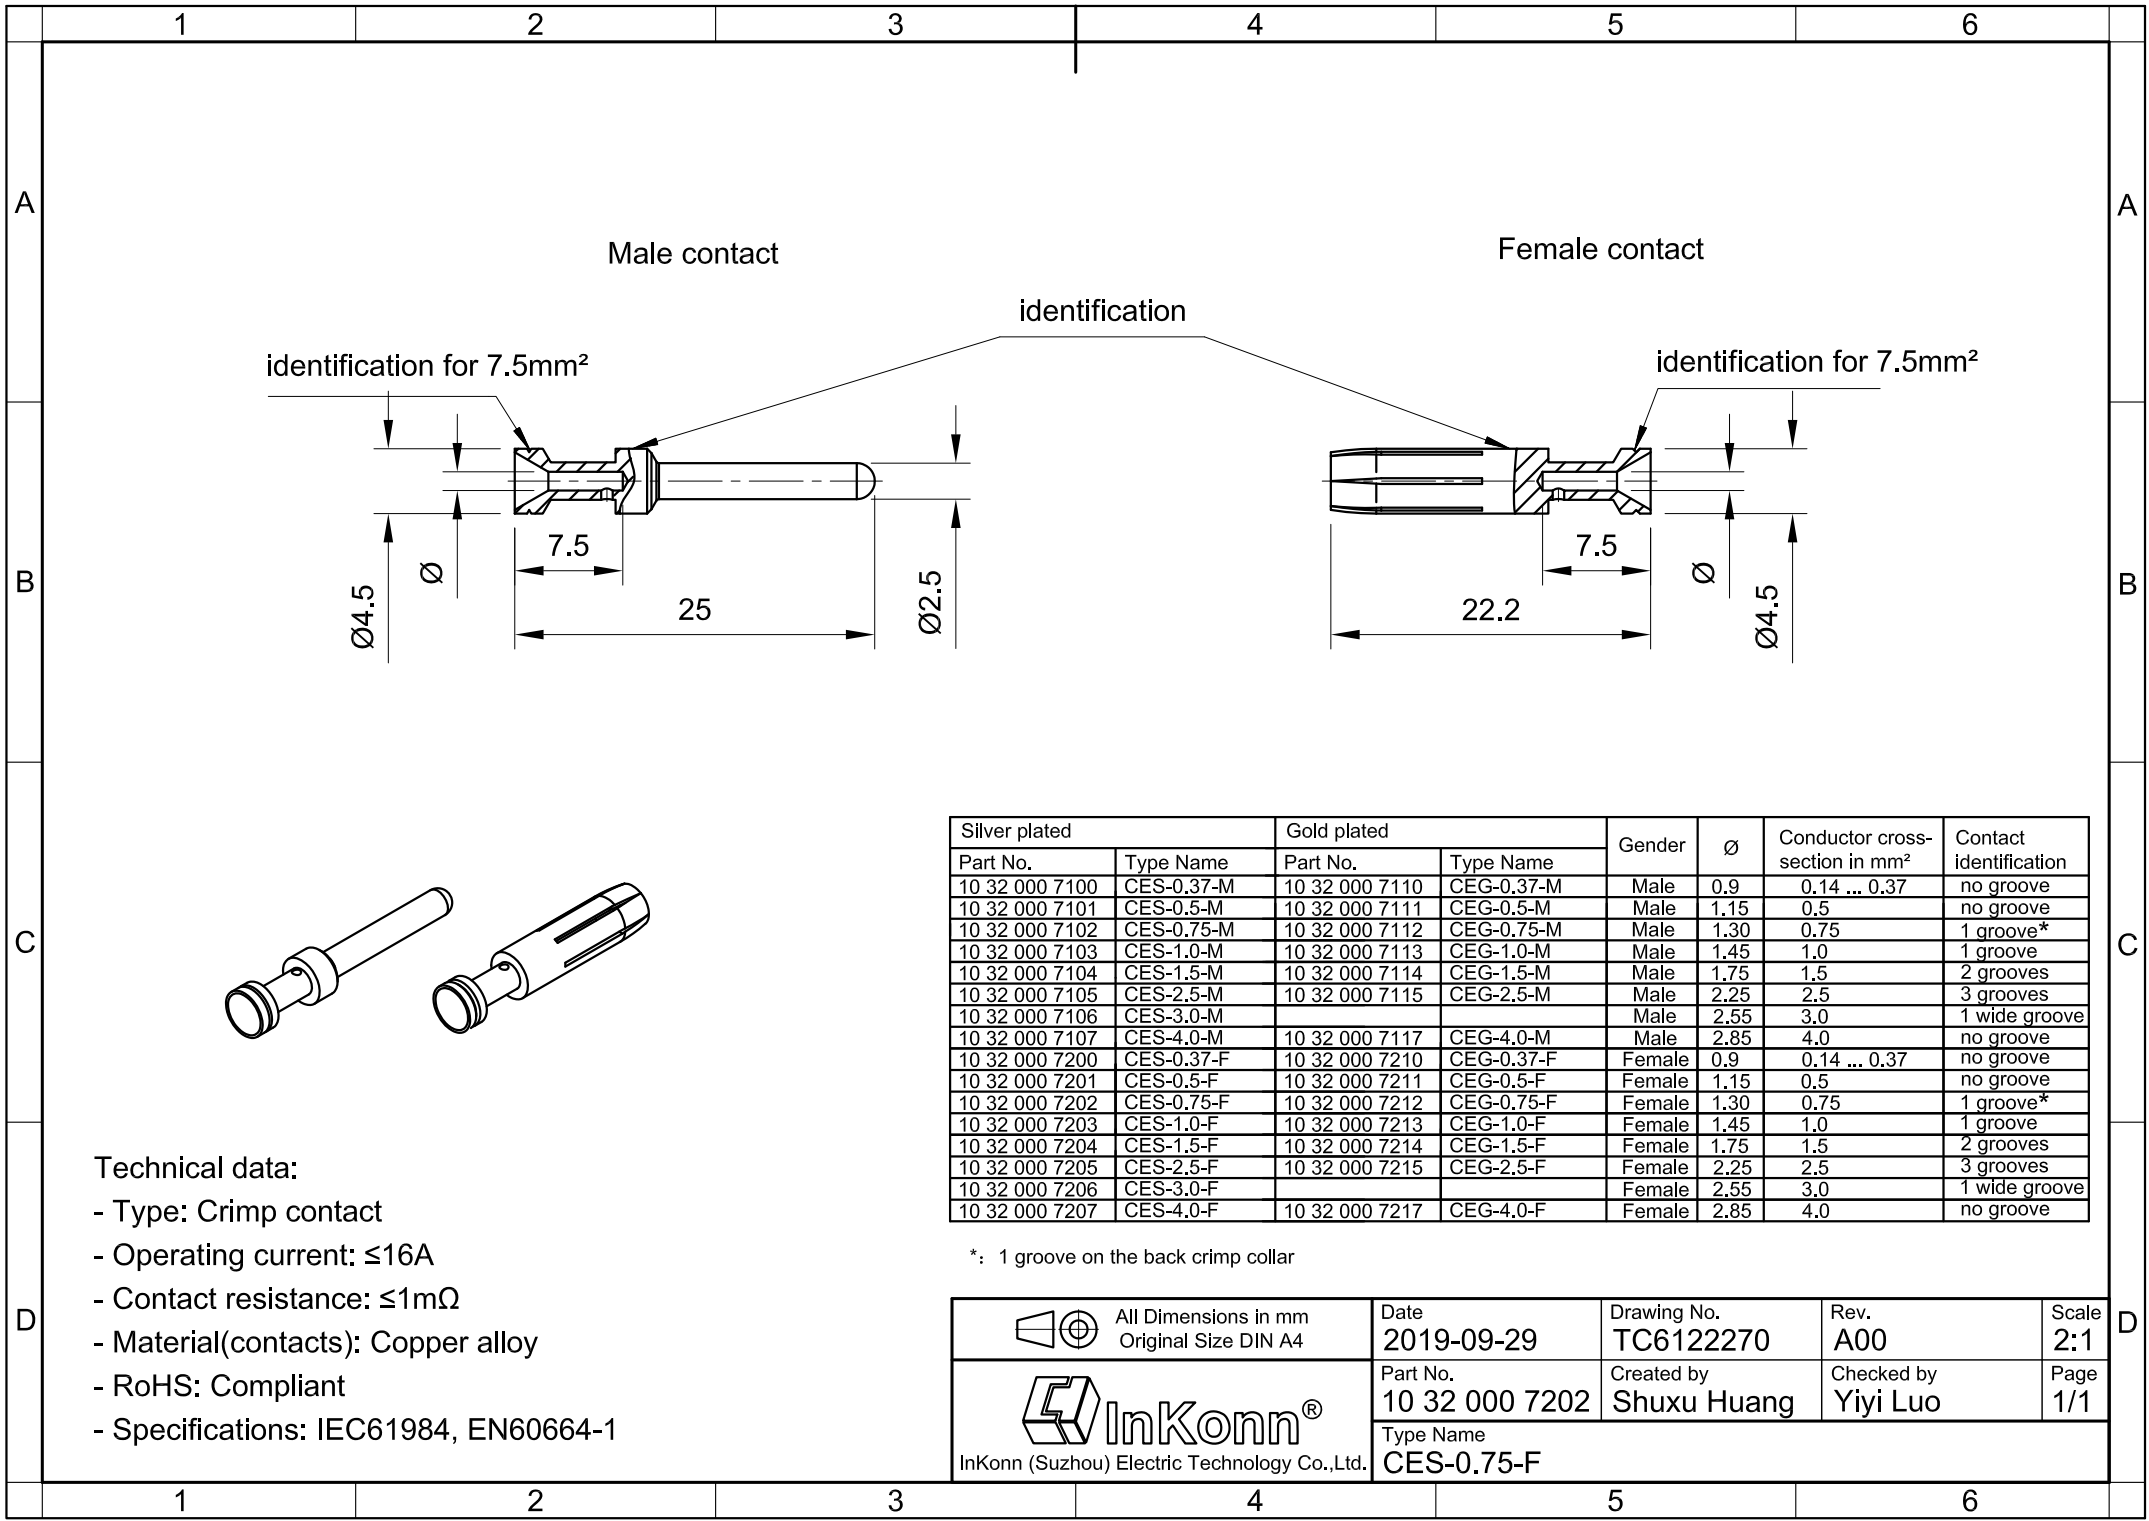 1 2 3 4 5 6
A A
Male contact
Female contact
identification
identification for 7.5mm²
identification for 7.5mm²
7.5
7.5
Ø
Ø
B B
Ø4.5
25
Ø2.5
22.2
Ø4.5
Silver plated Gold plated Gender Ø Conductor cross-section in mm² Contact identification
Part No. Type Name Part No. Type Name
10 32 000 7100 CES-0.37-M 10 32 000 7110 CEG-0.37-M Male 0.9 0.14 ... 0.37 no groove
10 32 000 7101 CES-0.5-M 10 32 000 7111 CEG-0.5-M Male 1.15 0.5 no groove
10 32 000 7102 CES-0.75-M 10 32 000 7112 CEG-0.75-M Male 1.30 0.75 1 groove*
10 32 000 7103 CES-1.0-M 10 32 000 7113 CEG-1.0-M Male 1.45 1.0 1 groove
10 32 000 7104 CES-1.5-M 10 32 000 7114 CEG-1.5-M Male 1.75 1.5 2 grooves
10 32 000 7105 CES-2.5-M 10 32 000 7115 CEG-2.5-M Male 2.25 2.5 3 grooves
10 32 000 7106 CES-3.0-M Male 2.55 3.0 1 wide groove
10 32 000 7107 CES-4.0-M 10 32 000 7117 CEG-4.0-M Male 2.85 4.0 no groove
10 32 000 7200 CES-0.37-F 10 32 000 7210 CEG-0.37-F Female 0.9 0.14 ... 0.37 no groove
10 32 000 7201 CES-0.5-F 10 32 000 7211 CEG-0.5-F Female 1.15 0.5 no groove
10 32 000 7202 CES-0.75-F 10 32 000 7212 CEG-0.75-F Female 1.30 0.75 1 groove*
10 32 000 7203 CES-1.0-F 10 32 000 7213 CEG-1.0-F Female 1.45 1.0 1 groove
10 32 000 7204 CES-1.5-F 10 32 000 7214 CEG-1.5-F Female 1.75 1.5 2 grooves
10 32 000 7205 CES-2.5-F 10 32 000 7215 CEG-2.5-F Female 2.25 2.5 3 grooves
10 32 000 7206 CES-3.0-F Female 2.55 3.0 1 wide groove
10 32 000 7207 CES-4.0-F 10 32 000 7217 CEG-4.0-F Female 2.85 4.0 no groove
*: 1 groove on the back crimp collar
C C
Technical data:
- Type: Crimp contact
- Operating current: ≤16A
- Contact resistance: ≤1mΩ
- Material(contacts): Copper alloy
- RoHS: Compliant
- Specifications: IEC61984, EN60664-1
D D
All Dimensions in mm
Original Size DIN A4
InKonn®
InKonn (Suzhou) Electric Technology Co.,Ltd.
Date Drawing No. Rev. Scale
2019-09-29 TC6122270 A00 2:1
Part No. Created by Checked by Page
10 32 000 7202 Shuxu Huang Yiyi Luo 1/1
Type Name
CES-0.75-F
1 2 3 4 5 6